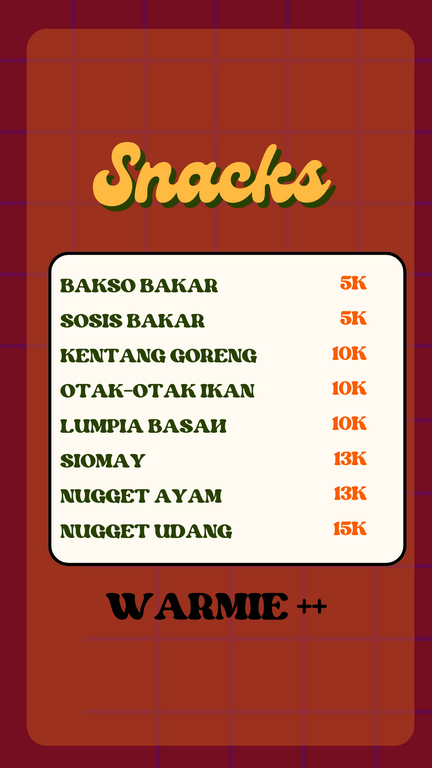 Snacks
BAKSO BAKAR 5K
SOSIS BAKAR 5K
KENTANG GORENG 10K
OTAK-OTAK IKAN 10K
LUMPIA BASAH 10K
SIOMAY 13K
NUGGET AYAM 13K
NUGGET UDANG 15K
WARMIE ++